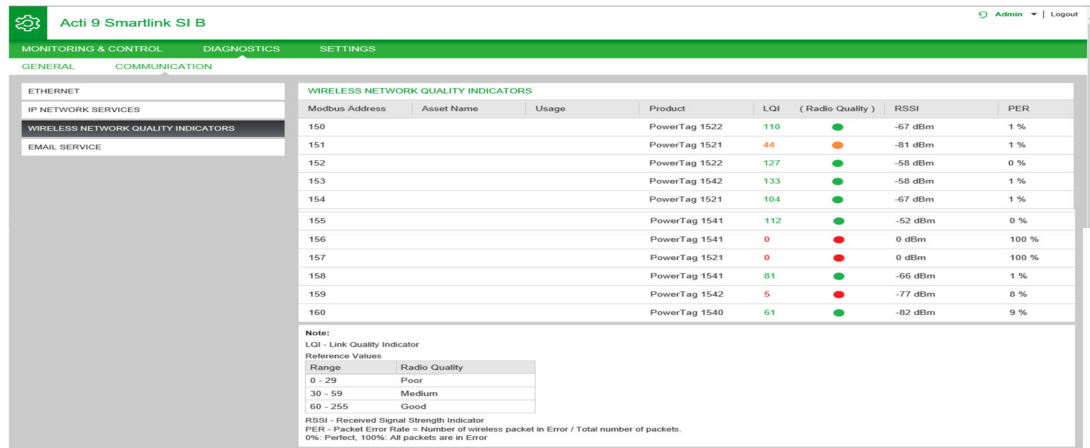 Acti 9 Smartlink SI B
Admin | Logout
MONITORING & CONTROL DIAGNOSTICS SETTINGS
GENERAL COMMUNICATION
ETHERNET
IP NETWORK SERVICES
WIRELESS NETWORK QUALITY INDICATORS
EMAIL SERVICE
WIRELESS NETWORK QUALITY INDICATORS
Modbus Address Asset Name Usage Product LQI ( Radio Quality ) RSSI PER
150 PowerTag 1522 110 -67 dBm 1 %
151 PowerTag 1521 44 -81 dBm 1 %
152 PowerTag 1522 127 -58 dBm 0 %
153 PowerTag 1542 133 -58 dBm 1 %
154 PowerTag 1521 104 -67 dBm 1 %
155 PowerTag 1541 112 -52 dBm 0 %
156 PowerTag 1541 0 0 dBm 100 %
157 PowerTag 1521 0 0 dBm 100 %
158 PowerTag 1541 81 -66 dBm 1 %
159 PowerTag 1542 5 -77 dBm 8 %
160 PowerTag 1540 61 -82 dBm 9 %
Note:
LQI - Link Quality Indicator
Reference Values
Range Radio Quality
0 - 29 Poor
30 - 59 Medium
60 - 255 Good
RSSI - Received Signal Strength Indicator
PER - Packet Error Rate = Number of wireless packet in Error / Total number of packets.
0%: Perfect, 100%: All packets are in Error